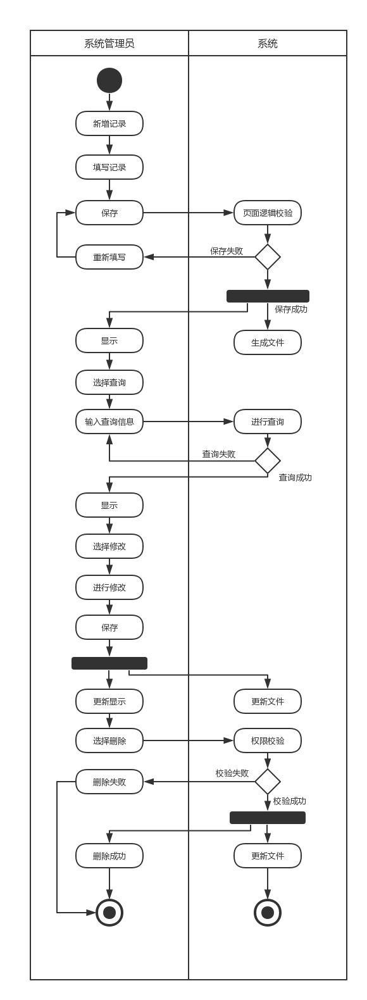 系统管理员
系统
新增记录
填写记录
保存
页面逻辑校验
保存失败
重新填写
保存成功
显示
生成文件
选择查询
输入查询信息
进行查询
查询失败
查询成功
显示
选择修改
进行修改
保存
更新显示
更新文件
选择删除
权限校验
校验失败
删除失败
校验成功
删除成功
更新文件